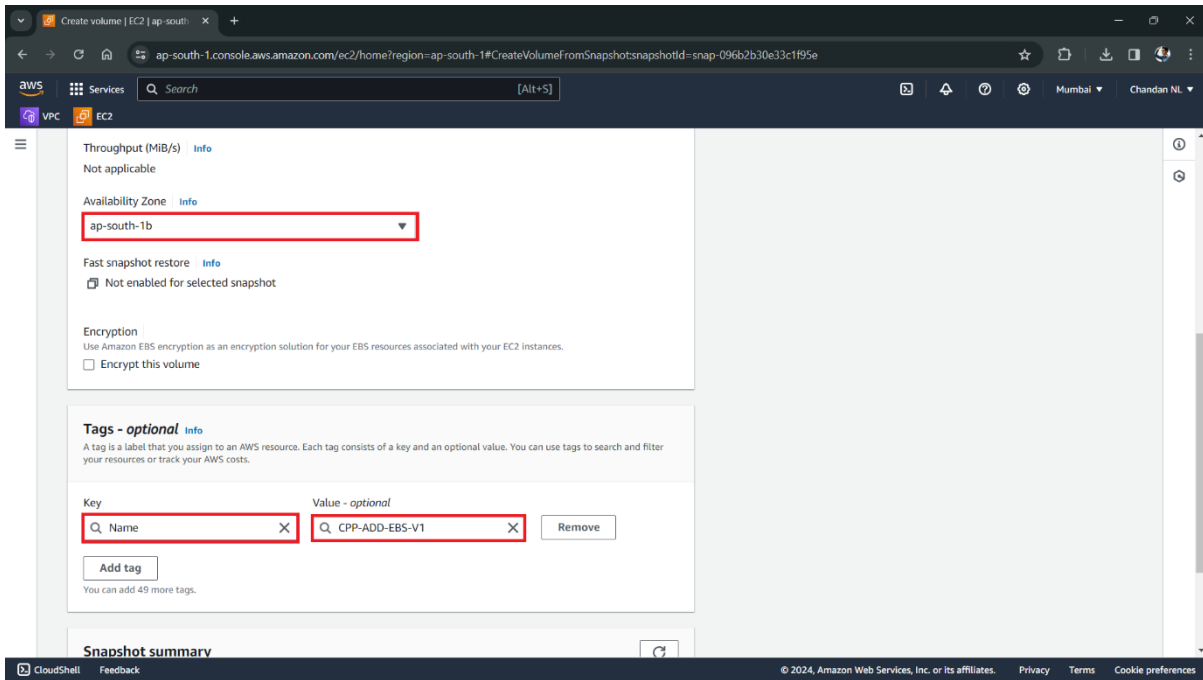 Create volume | EC2 | ap-south
ap-south-1.console.aws.amazon.com/ec2/home?region=ap-south-1#CreateVolumeFromSnapshot:snapshotId=snap-096b2b30e33c1f95e
aws Services Search [Alt+S] Mumbai Chandan NL
VPC EC2
Throughput (MiB/s) Info
Not applicable
Availability Zone Info
ap-south-1b
Fast snapshot restore Info
Not enabled for selected snapshot
Encryption
Use Amazon EBS encryption as an encryption solution for your EBS resources associated with your EC2 instances.
Encrypt this volume
Tags - optional Info
A tag is a label that you assign to an AWS resource. Each tag consists of a key and an optional value. You can use tags to search and filter
your resources or track your AWS costs.
Key Value - optional
Name CPP-ADD-EBS-V1 Remove
Add tag
You can add 49 more tags.
Snapshot summary
CloudShell Feedback © 2024, Amazon Web Services, Inc. or its affiliates. Privacy Terms Cookie preferences